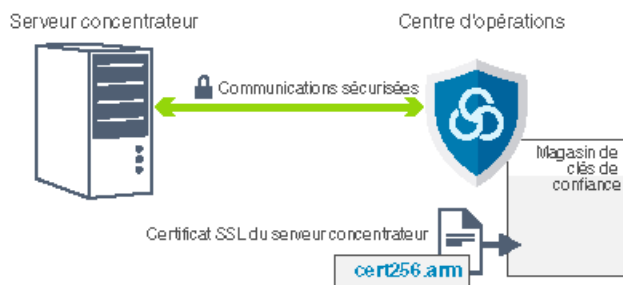 Serveur concentrateur
Centre d'opérations
Communications sécurisées
Magasin de
clés de
confiance
Certificat SSL du serveur concentrateur
cert256.arm